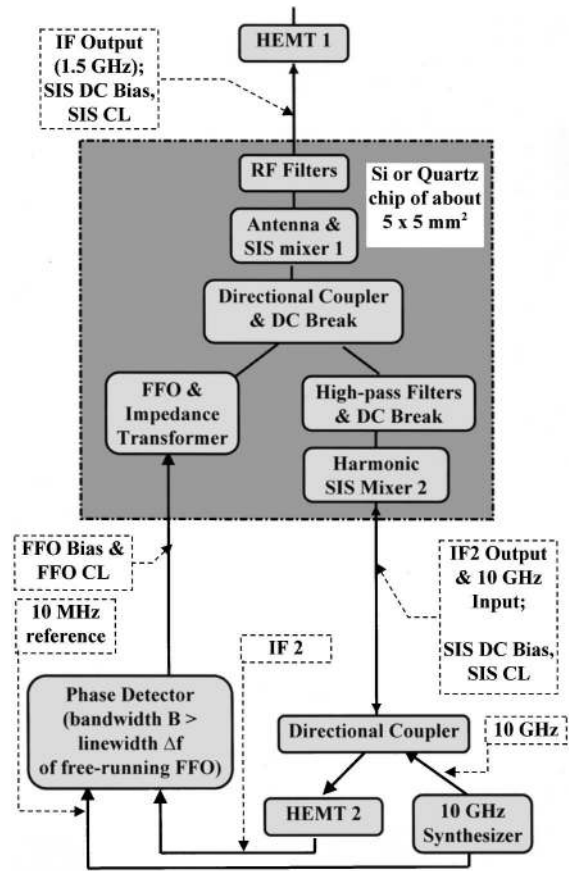 HEMT 1
IF Output
(1.5 GHz);
SIS DC Bias,
SIS CL
RF Filters
Si or Quartz
chip of about
5 x 5 mm²
Antenna &
SIS mixer 1
Directional Coupler
& DC Break
FFO &
Impedance
Transformer
High-pass Filters
& DC Break
Harmonic
SIS Mixer 2
FFO Bias &
FFO CL
IF2 Output
& 10 GHz
Input;
SIS DC Bias,
SIS CL
10 MHz
reference
IF 2
Phase Detector
(bandwidth B >
linewidth Δf
of free-running FFO)
Directional Coupler
10 GHz
HEMT 2
10 GHz
Synthesizer